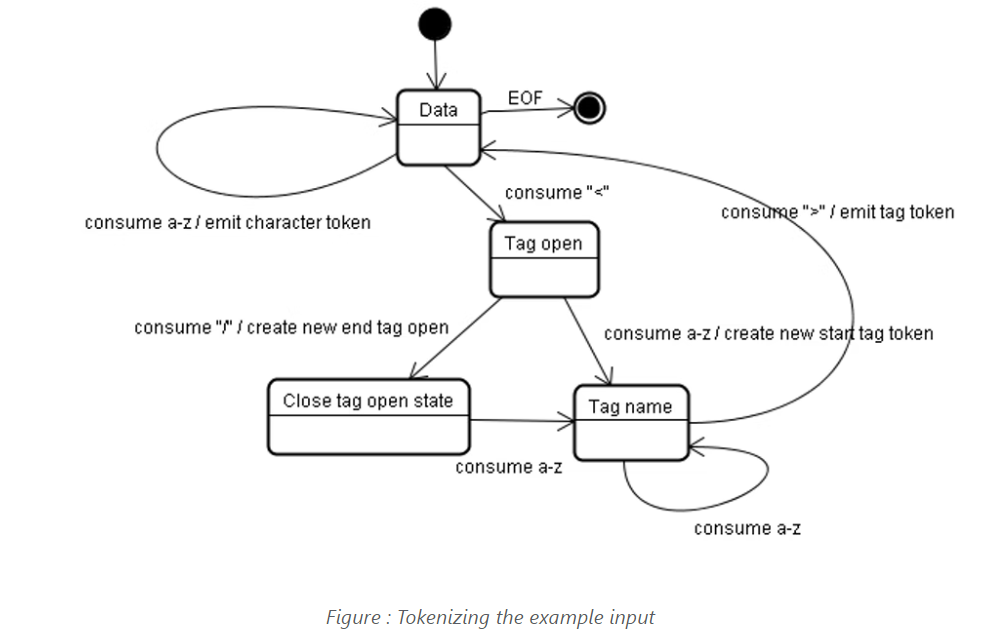 EOF
Data
consume "<"
consume ">" / emit tag token
consume a-z / emit character token
Tag open
consume "/" / create new end tag open
consume a-z / create new start tag token
Close tag open state
Tag name
consume a-z
consume a-z
Figure : Tokenizing the example input